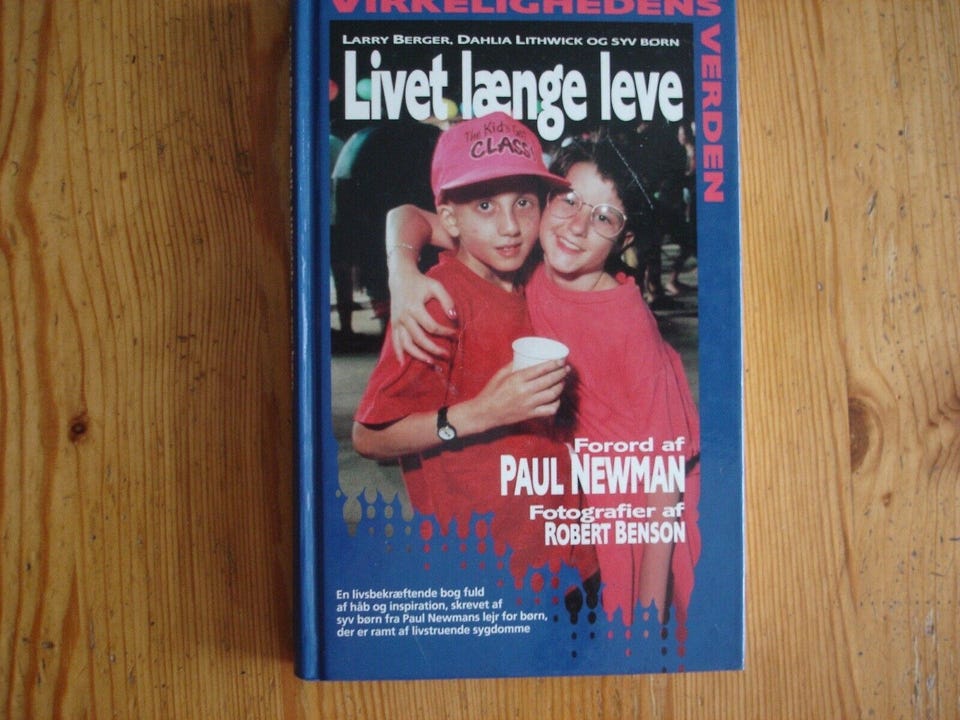 VIRKELIGHEDENS
VERDEN
LARRY BERGER, DAHLIA LITHWICK OG SYV BØRN
Livet længe leve
The Kid's
CLASS
Forord af
PAUL NEWMAN
Fotografier af
ROBERT BENSON
En livsbekræftende bog fuld
af håb og inspiration, skrevet af
syv børn fra Paul Newmans lejr for børn,
der er ramt af livstruende sygdomme